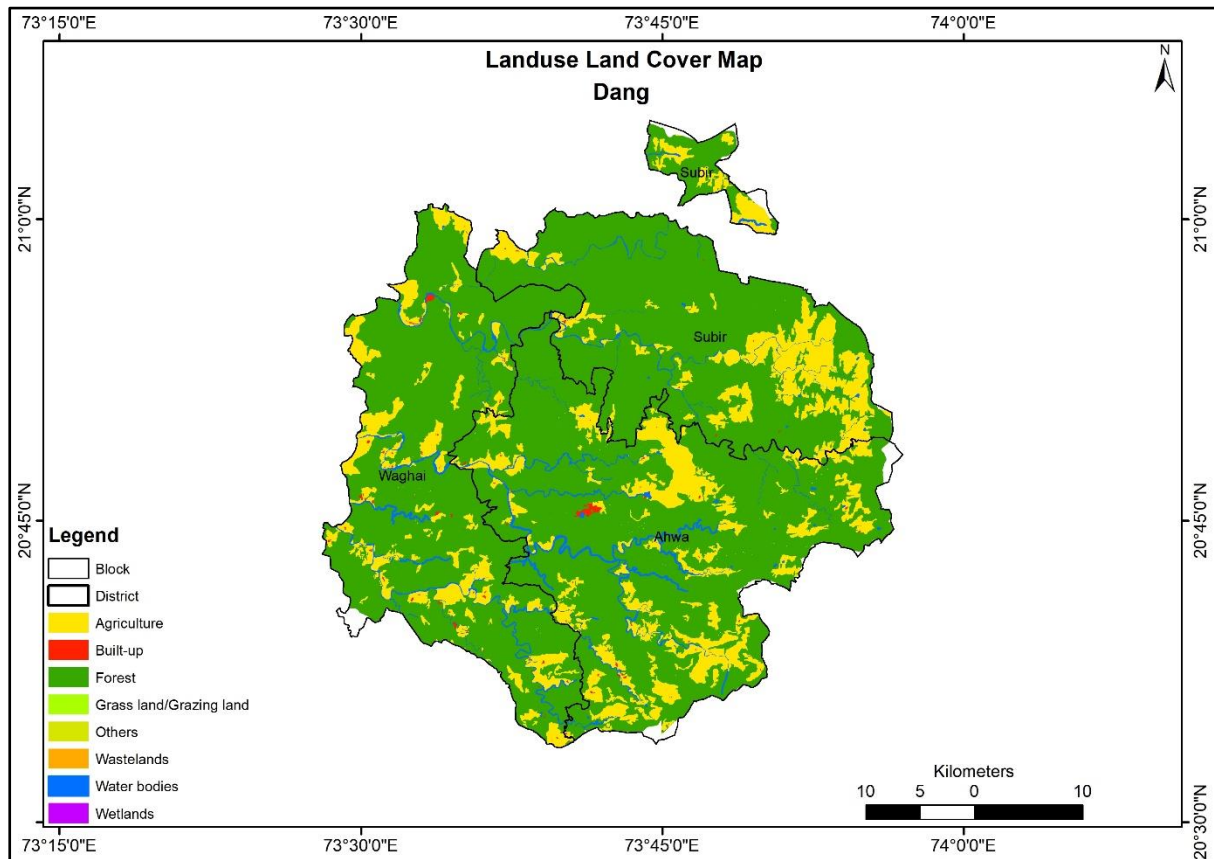 73°15'0"E 73°30'0"E 73°45'0"E 74°0'0"E
Landuse Land Cover Map
Dang
N
Subir
21°0'0"N 21°0'0"N
Subir
Waghai
20°45'0"N 20°45'0"N
Ahwa
Legend
Block
District
Agriculture
Built-up
Forest
Grass land/Grazing land
Others
Wastelands
Water bodies
Wetlands
Kilometers
10 5 0 10
20°30'0"N
73°15'0"E 73°30'0"E 73°45'0"E 74°0'0"E